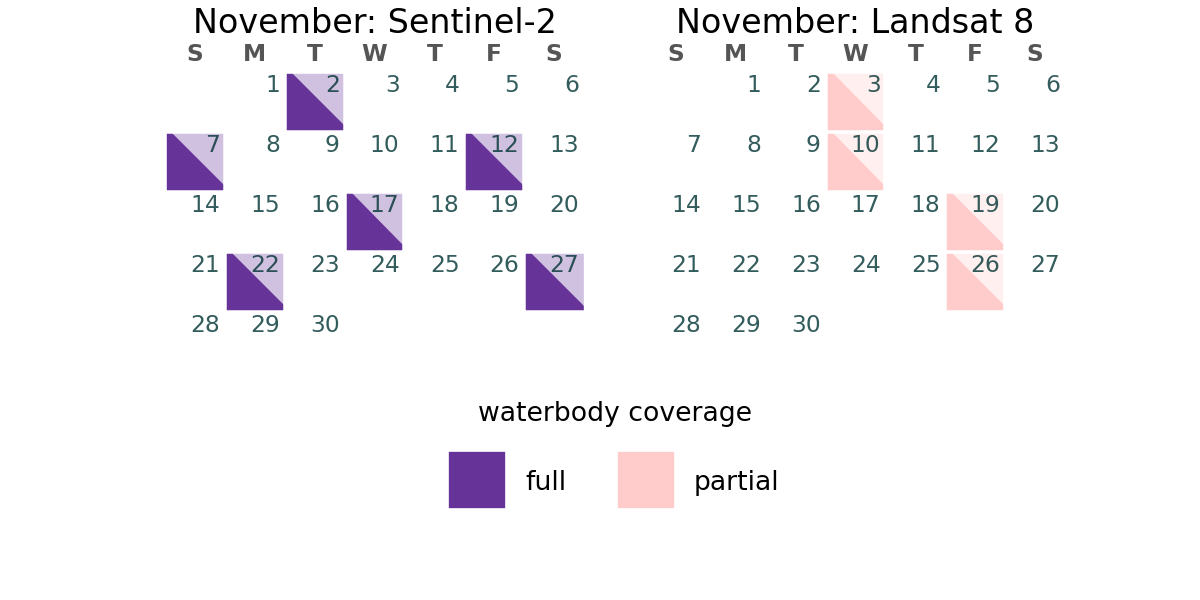 November: Sentinel-2
S M T W T F S
1 2 3 4 5 6
7 8 9 10 11 12 13
14 15 16 17 18 19 20
21 22 23 24 25 26 27
28 29 30
November: Landsat 8
S M T W T F S
1 2 3 4 5 6
7 8 9 10 11 12 13
14 15 16 17 18 19 20
21 22 23 24 25 26 27
28 29 30
waterbody coverage
full
partial